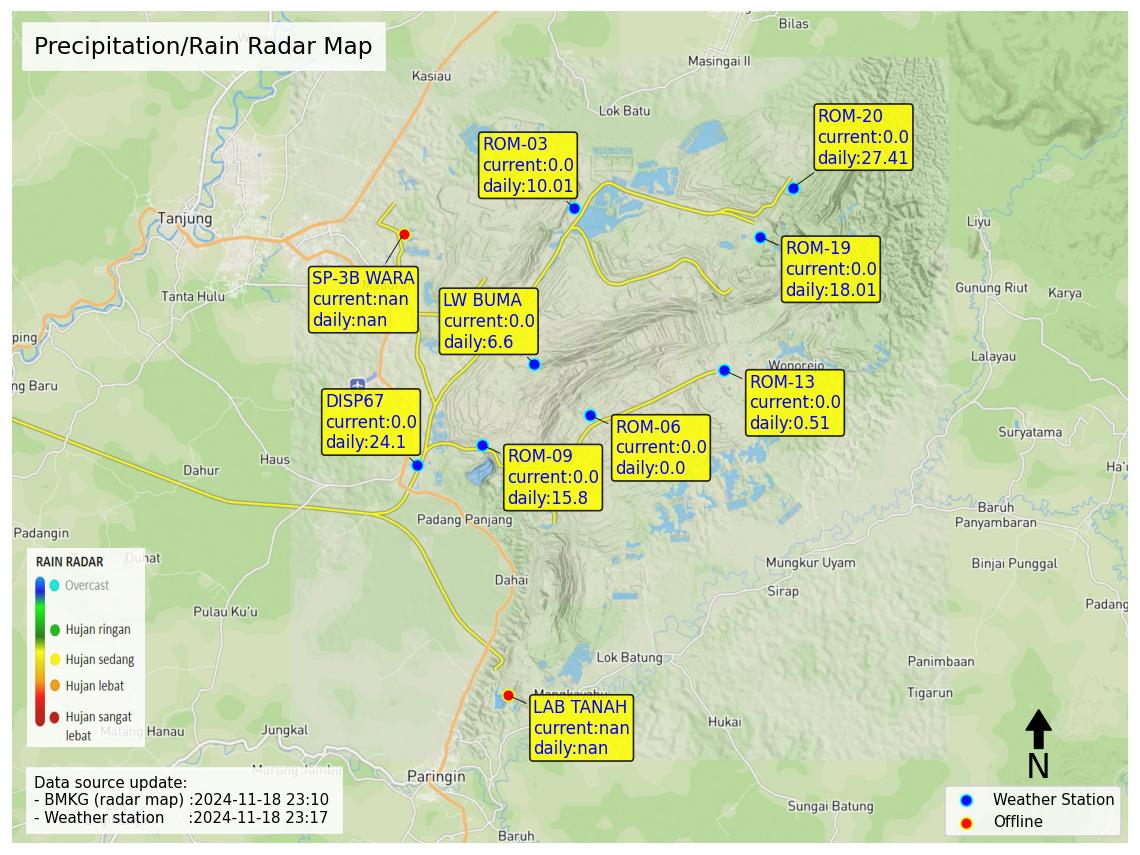 Precipitation/Rain Radar Map
Bilas
Masingai II
Kasiau
Lok Batu
ROM-20
current:0.0
daily:27.41
ROM-03
current:0.0
daily:10.01
Tanjung
Liyu
ROM-19
current:0.0
daily:18.01
SP-3B WARA
current:nan
daily:nan
LW BUMA
current:0.0
daily:6.6
Tanta Hulu
Gunung Riut
Karya
ping
Lalayau
Wonorejo
ng Baru
ROM-13
current:0.0
daily:0.51
DISP67
current:0.0
daily:24.1
ROM-06
current:0.0
daily:0.0
ROM-09
current:0.0
daily:15.8
Suryatama
Haus
Dahur
Ha'u
Baruh
Panyambaran
Padang Panjang
Padangin
Duhat
Mungkur Uyam
Binjai Punggal
Dahai
Sirap
Padang
Pulau Ku'u
RAIN RADAR
Overcast
Hujan ringan
Hujan sedang
Hujan lebat
Hujan sangat
lebat
Lok Batung
Panimbaan
Tigarun
LAB TANAH
current:nan
daily:nan
Hukai
Jungkal
Matang Hanau
Murung Jambu
Paringin
Sungai Batung
Baruh
Data source update:
- BMKG (radar map) :2024-11-18 23:10
- Weather station :2024-11-18 23:17
N
Weather Station
Offline